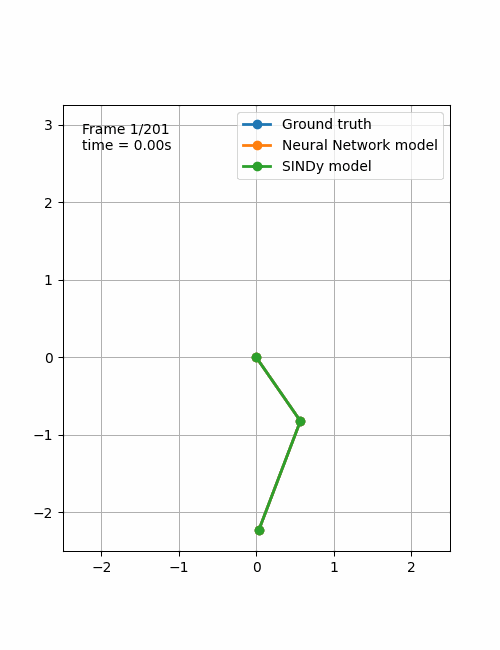 Frame 1/201
time = 0.00s
Ground truth
Neural Network model
SINDy model
3
2
1
0
−1
−2
−2
−1
0
1
2